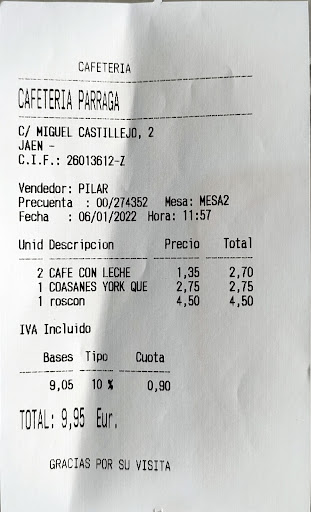 CAFETERIA
CAFETERIA PARRAGA
C/ MIGUEL CASTILLEJO, 2
JAEN -
C.I.F.: 26013612-Z
Vendedor: PILAR
Precuenta : 00/274352 Mesa: MESA2
Fecha : 06/01/2022 Hora: 11:57
Unid Descripcion Precio Total
2 CAFE CON LECHE 1,35 2,70
1 COASANES YORK QUE 2,75 2,75
1 roscon 4,50 4,50
IVA Incluido
Bases Tipo Cuota
9,05 10 % 0,90
TOTAL: 9,95 Eur.
GRACIAS POR SU VISITA